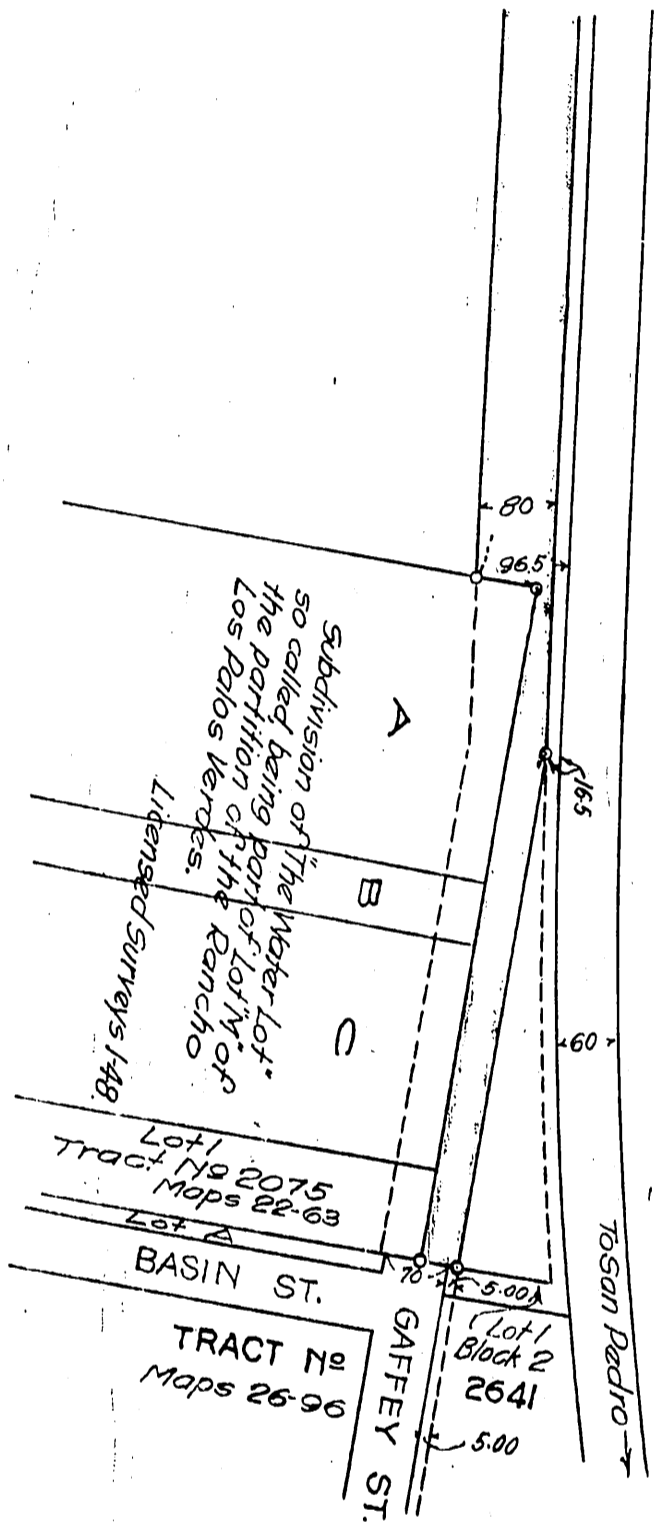 80
96.5
16.5
A
Subdivision of "The Water Lot"
so called, being part of Lot "M" of
the partition of the Rancho
Los Palos Verdes.
Licensed Surveys 1-48.
B
C
60
Lot 1
Tract No 2075
Maps 22-63
Lot A
BASIN ST.
70
5.00
To San Pedro →
Lot 1
Block 2
2641
TRACT No
Maps 26-96
GAFFEY ST.
5.00